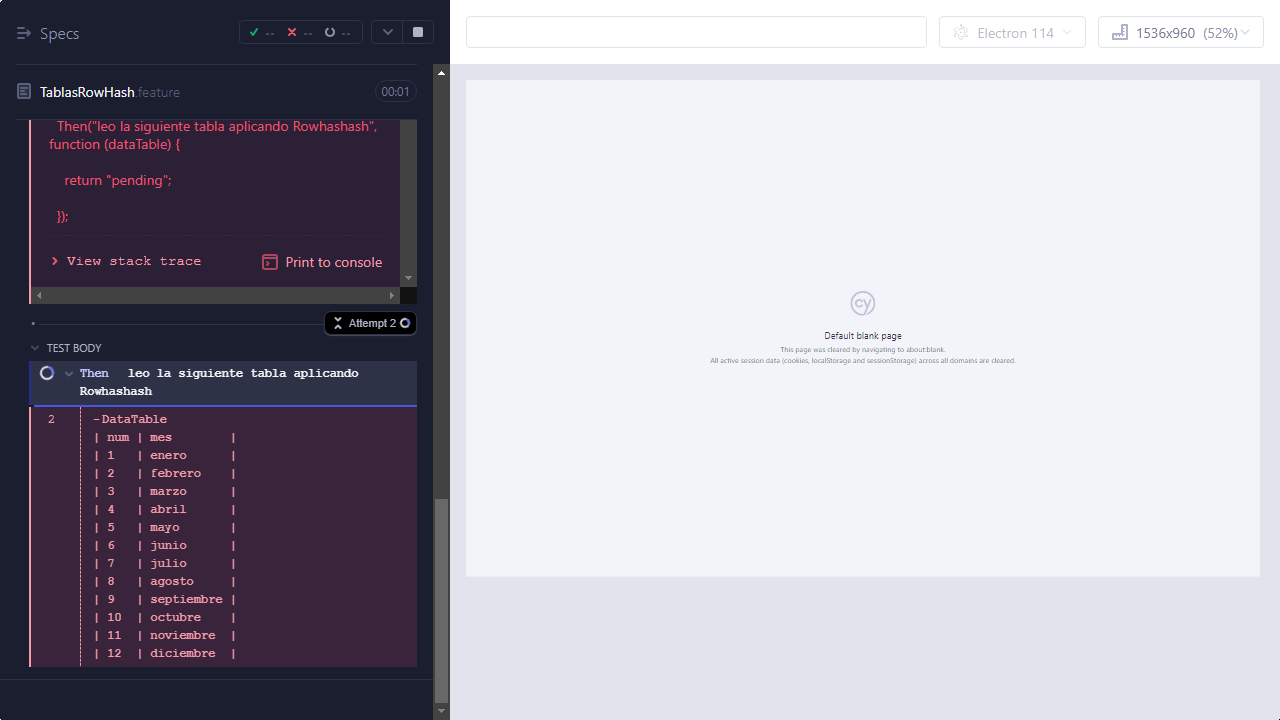 Specs
-- -- --
Electron 114
1536x960 (52%)
TablasRowHash.feature
00:01
Then("leo la siguiente tabla aplicando Rowhashash",
function (dataTable) {
return "pending";
});
View stack trace
Print to console
Attempt 2
TEST BODY
Then leo la siguiente tabla aplicando
Rowhashash
2 -DataTable
| num | mes |
| 1 | enero |
| 2 | febrero |
| 3 | marzo |
| 4 | abril |
| 5 | mayo |
| 6 | junio |
| 7 | julio |
| 8 | agosto |
| 9 | septiembre |
| 10 | octubre |
| 11 | noviembre |
| 12 | diciembre |
cy
Default blank page
This page was cleared by navigating to about:blank.
All active session data (cookies, localStorage and sessionStorage) across all domains are cleared.